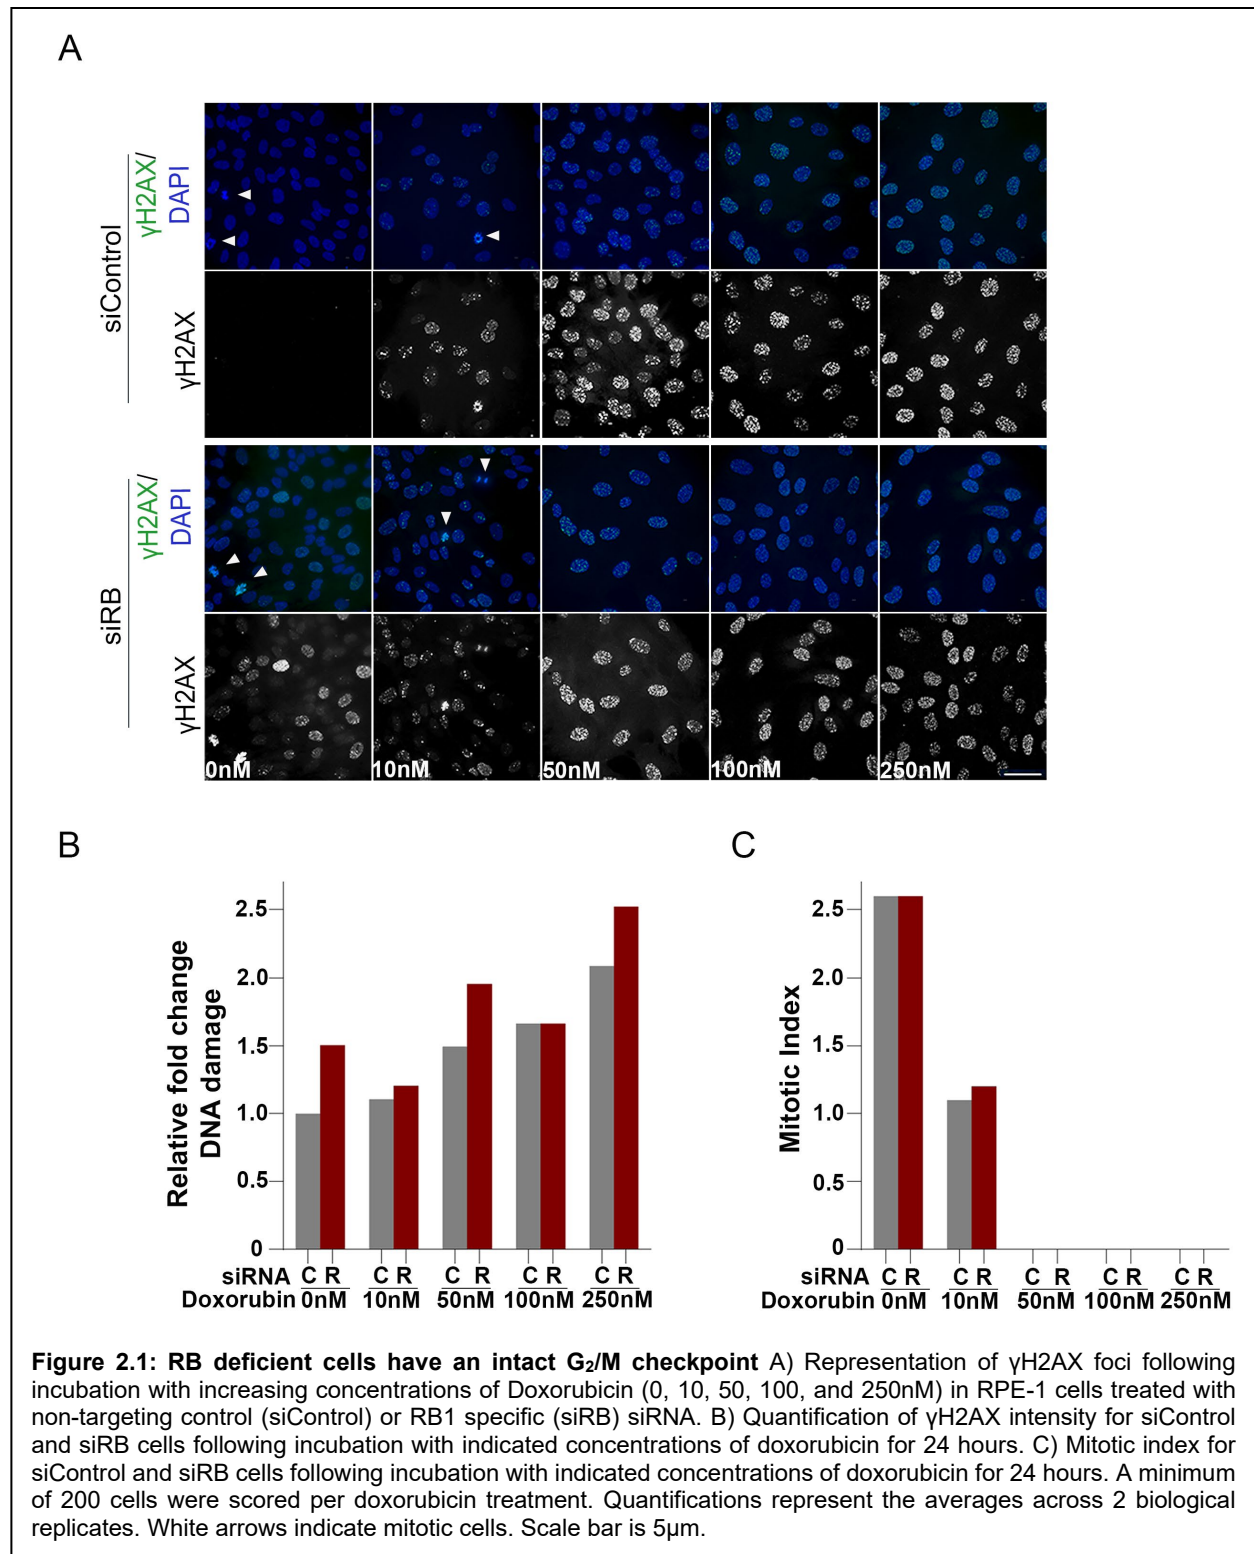 A
siControl
γH2AX/
DAPI
γH2AX
siRB
γH2AX/
DAPI
γH2AX
0nM 10nM 50nM 100nM 250nM
B
Relative fold change
DNA damage
2.5
2.0
1.5
1.0
0.5
0
siRNA C R C R C R C R C R
Doxorubin 0nM 10nM 50nM 100nM 250nM
C
Mitotic Index
2.5
2.0
1.5
1.0
0.5
0
siRNA C R C R C R C R C R
Doxorubin 0nM 10nM 50nM 100nM 250nM
Figure 2.1: RB deficient cells have an intact G₂/M checkpoint A) Representation of γH2AX foci following
incubation with increasing concentrations of Doxorubicin (0, 10, 50, 100, and 250nM) in RPE-1 cells treated with
non-targeting control (siControl) or RB1 specific (siRB) siRNA. B) Quantification of γH2AX intensity for siControl
and siRB cells following incubation with indicated concentrations of doxorubicin for 24 hours. C) Mitotic index for
siControl and siRB cells following incubation with indicated concentrations of doxorubicin for 24 hours. A minimum
of 200 cells were scored per doxorubicin treatment. Quantifications represent the averages across 2 biological
replicates. White arrows indicate mitotic cells. Scale bar is 5μm.